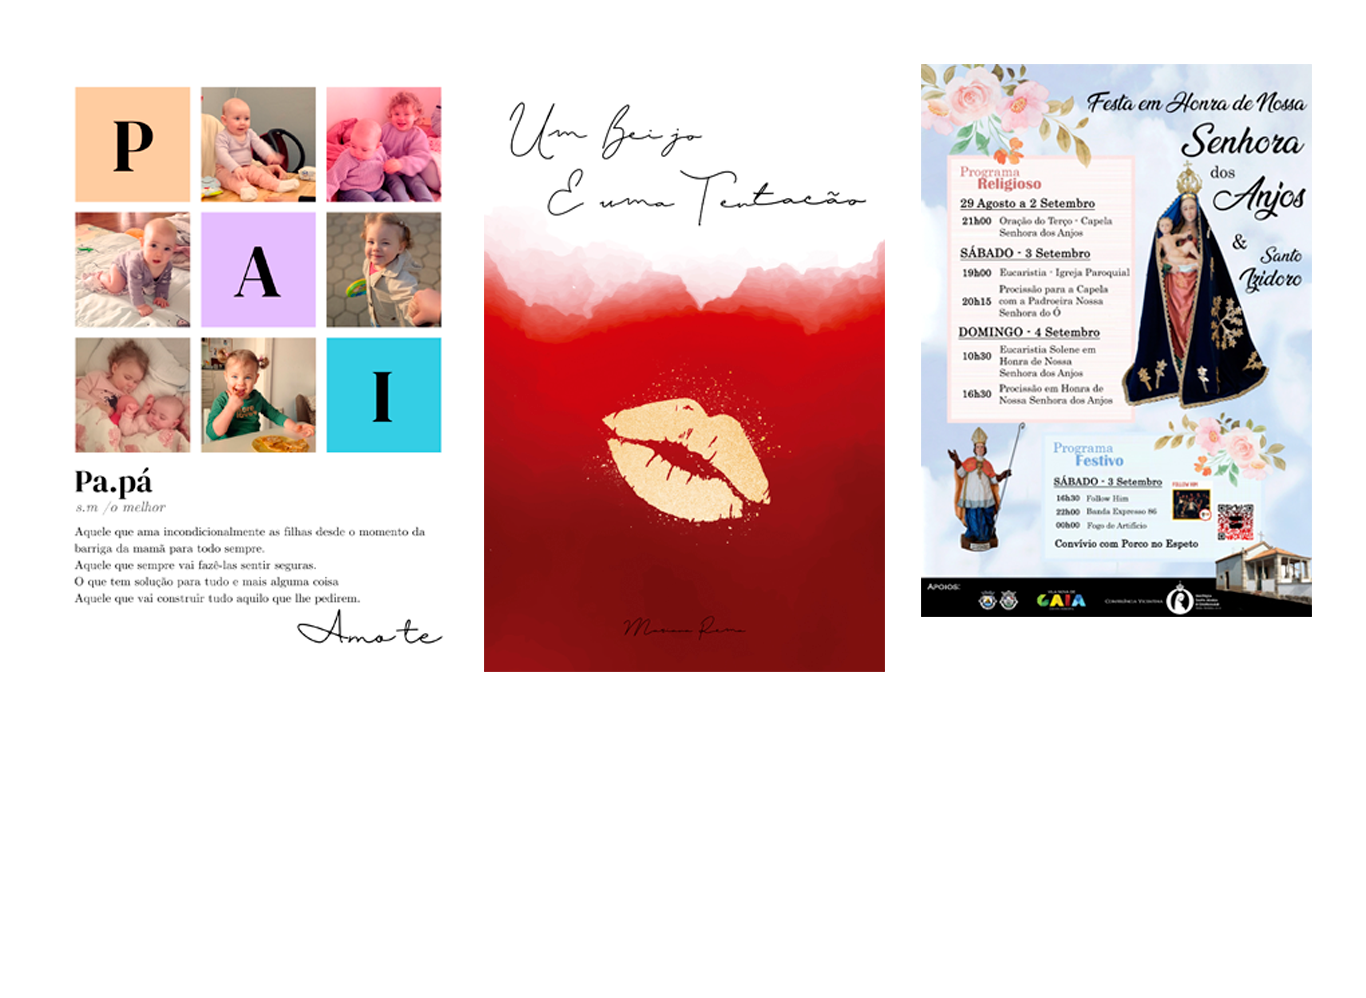 P
A
I
Pa.pá
s.m /o melhor
Aquele que ama incondicionalmente as filhas desde o momento da
barriga da mamã para todo sempre.
Aquele que sempre vai fazê-las sentir seguras.
O que tem solução para tudo e mais alguma coisa
Aquele que vai construir tudo aquilo que lhe pedirem.
Amo te
Um Beijo
E uma Tentacão
Festa em Honra de Nossa
Senhora
dos
Anjos
&
Santo
Izidoro
Programa
Religioso
29 Agosto a 2 Setembro
21h00 Oração do Terço - Capela
Senhora dos Anjos
SÁBADO - 3 Setembro
19h00 Eucaristia - Igreja Paroquial
20h15 Procissão para a Capela
com a Padroeira Nossa
Senhora do Ó
DOMINGO - 4 Setembro
10h30 Eucaristia Solene em
Honra de Nossa
Senhora dos Anjos
16h30 Procissão em Honra de
Nossa Senhora dos Anjos
Programa
Festivo
SÁBADO - 3 Setembro
16h30 Follow Him
22h00 Banda Expresso 86
00h00 Fogo de Artifício
Convívio com Porco no Espeto
FOLLOW HIM
APOIOS:
GAIA